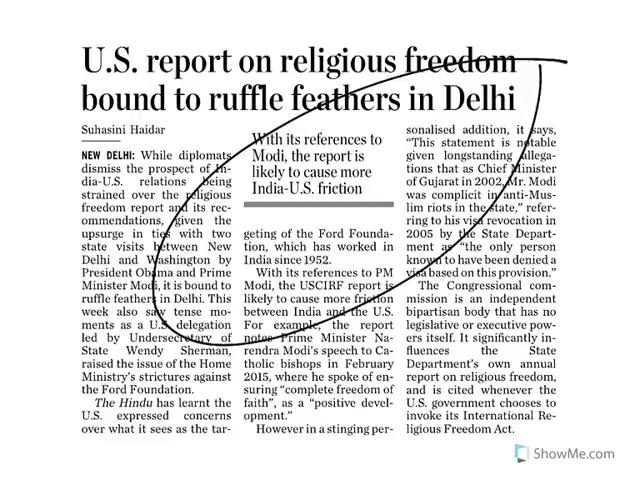 U.S. report on religious freedom
bound to ruffle feathers in Delhi
Suhasini Haidar
NEW DELHI: While diplomats
dismiss the prospect of In-
dia-U.S. relations being
strained over the religious
freedom report and its rec-
ommendations, given the
upsurge in ties with two
state visits between New
Delhi and Washington by
President Obama and Prime
Minister Modi, it is bound to
ruffle feathers in Delhi. This
week also saw tense mo-
ments as a U.S. delegation
led by Undersecretary of
State Wendy Sherman,
raised the issue of the Home
Ministry's strictures against
the Ford Foundation.
The Hindu has learnt the
U.S. expressed concerns
over what it sees as the tar-
With its references to
Modi, the report is
likely to cause more
India-U.S. friction
geting of the Ford Founda-
tion, which has worked in
India since 1952.
With its references to PM
Modi, the USCIRF report is
likely to cause more friction
between India and the U.S.
For example, the report
notes Prime Minister Na-
rendra Modi's speech to Ca-
tholic bishops in February
2015, where he spoke of en-
suring "complete freedom of
faith", as a "positive devel-
opment."
However in a stinging per-
sonalised addition, it says,
"This statement is notable
given longstanding allega-
tions that as Chief Minister
of Gujarat in 2002, Mr. Modi
was complicit in anti-Mus-
lim riots in the state," refer-
ring to his visa revocation in
2005 by the State Depart-
ment as "the only person
known to have been denied a
visa based on this provision."
The Congressional com-
mission is an independent
bipartisan body that has no
legislative or executive pow-
ers itself. It significantly in-
fluences the State
Department's own annual
report on religious freedom,
and is cited whenever the
U.S. government chooses to
invoke its International Re-
ligious Freedom Act.
ShowMe.com